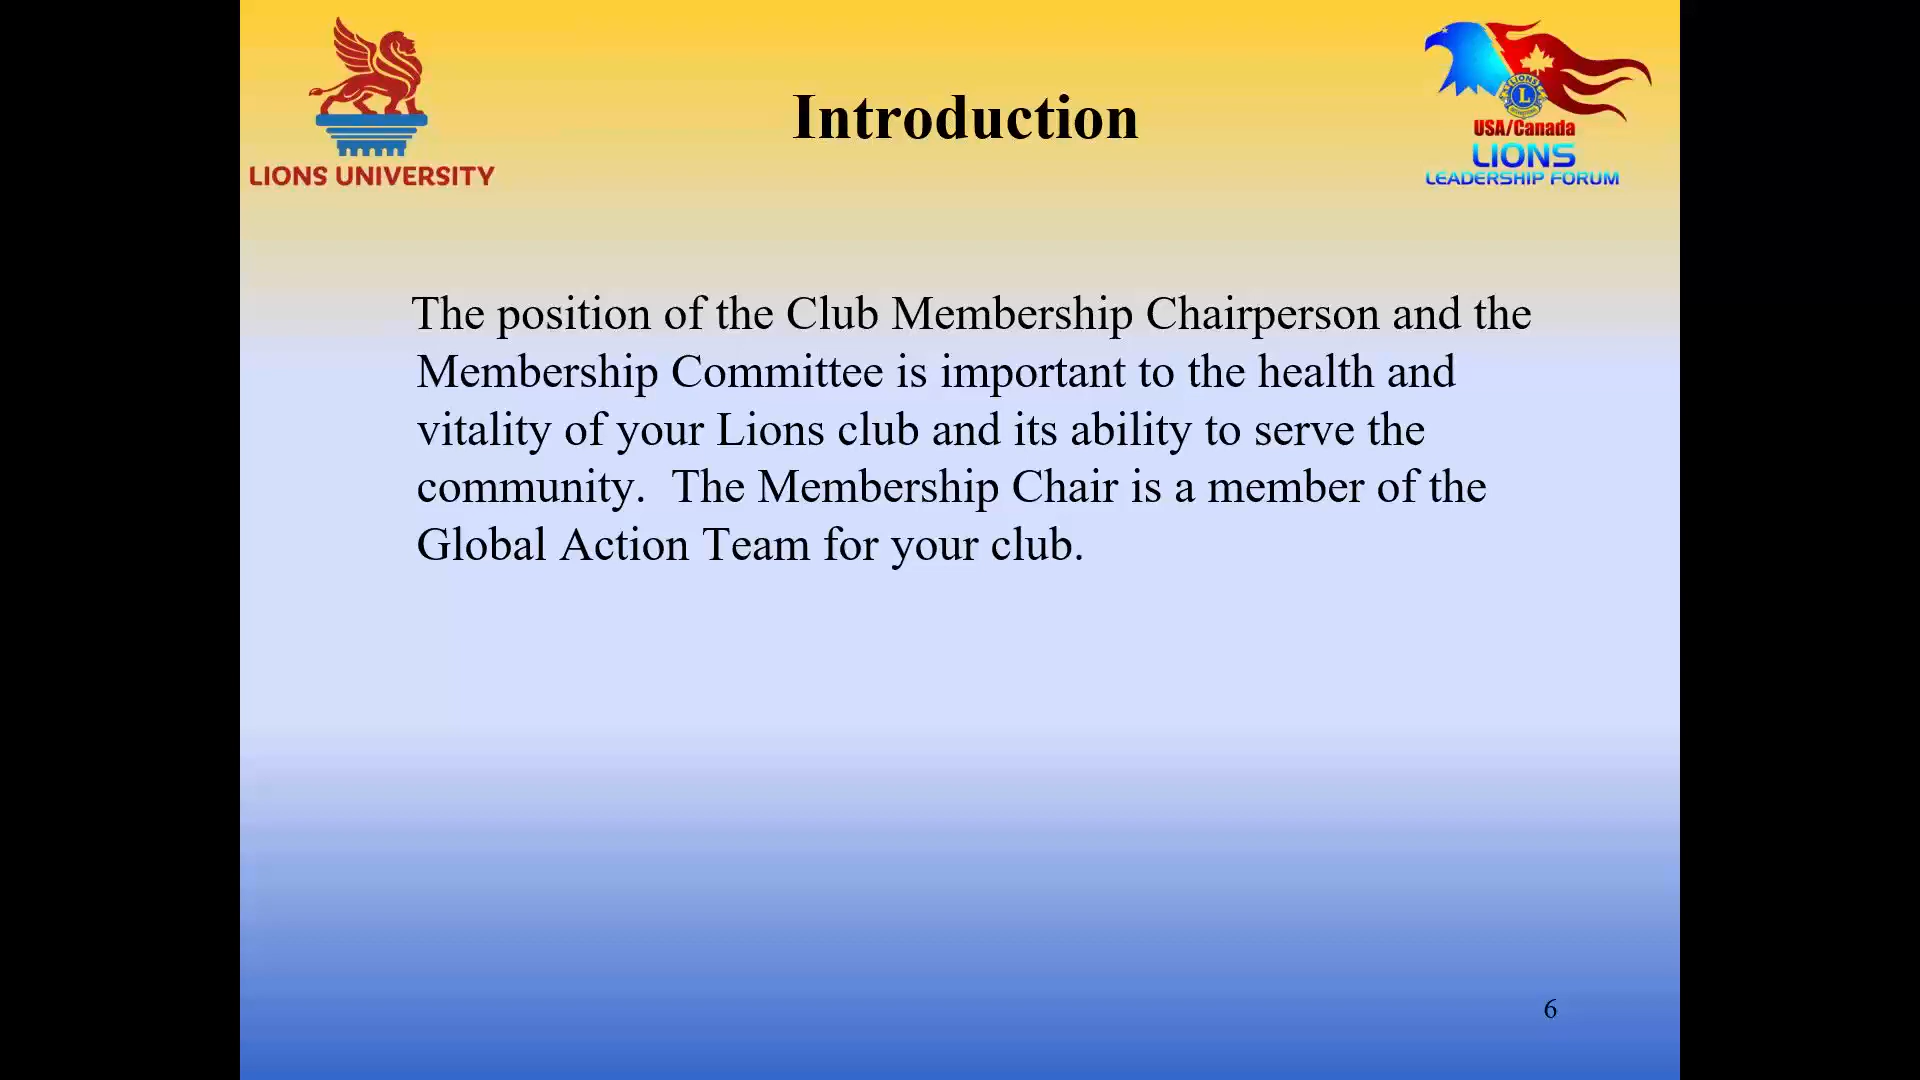 LIONS UNIVERSITY
Introduction
LIONS
L
USA/Canada
LIONS
LEADERSHIP FORUM
The position of the Club Membership Chairperson and the
Membership Committee is important to the health and
vitality of your Lions club and its ability to serve the
community.  The Membership Chair is a member of the
Global Action Team for your club.
6